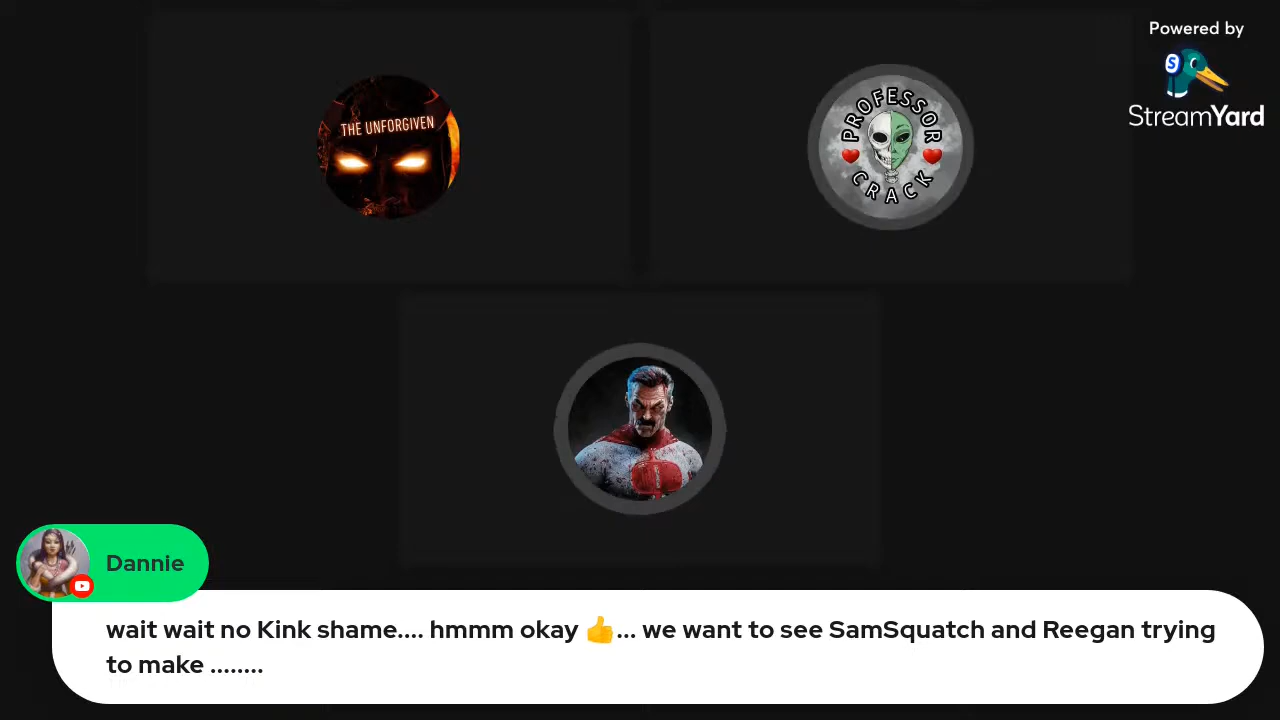 Powered by
StreamYard
THE UNFORGIVEN
PROFESSOR
CRACK
Dannie
wait wait no Kink shame.... hmmm okay 👍... we want to see SamSquatch and Reegan trying
to make ........